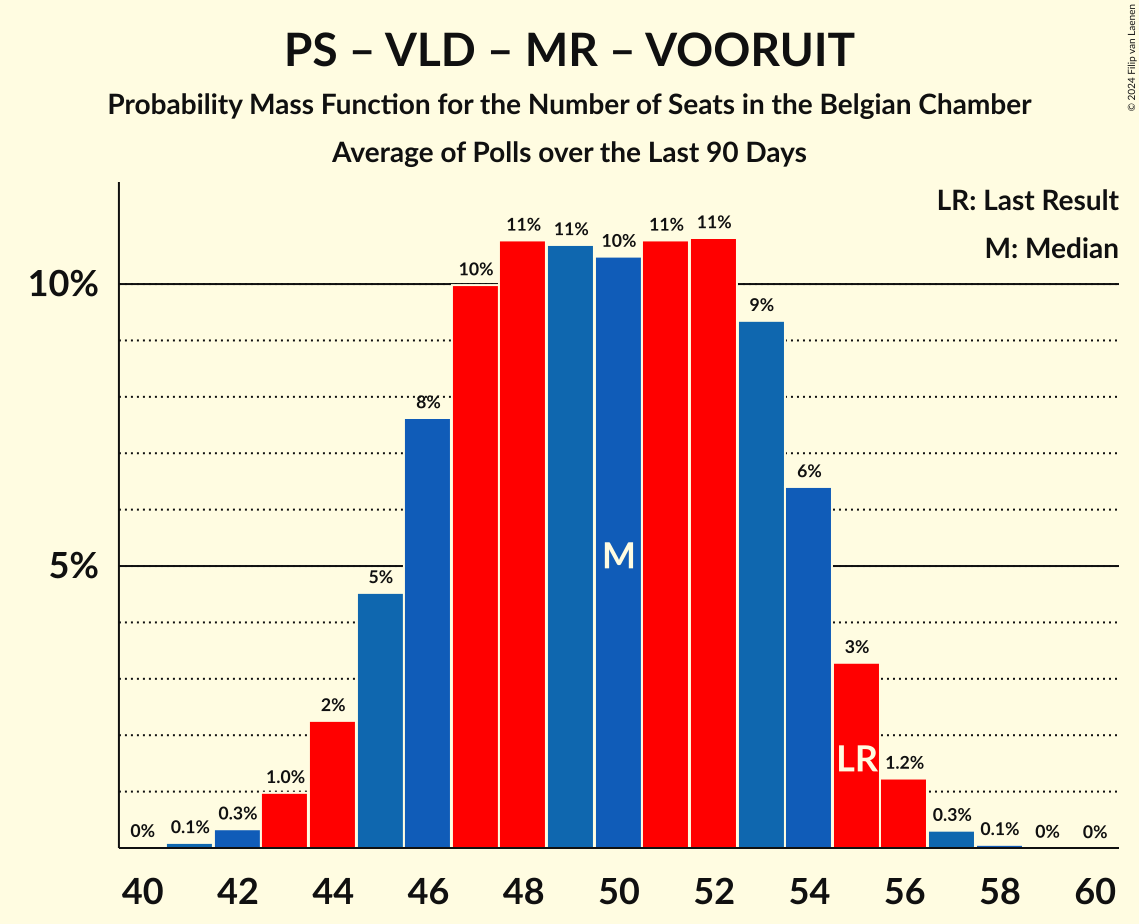 PS – VLD – MR – VOORUIT
Probability Mass Function for the Number of Seats in the Belgian Chamber
Average of Polls over the Last 90 Days
© 2024 Filip van Laenen
LR: Last Result
M: Median
10%
5%
0%
0.1%
0.3%
1.0%
2%
5%
8%
10%
11%
11%
10%
11%
11%
9%
6%
3%
1.2%
0.3%
0.1%
0%
0%
M
LR
40 42 44 46 48 50 52 54 56 58 60